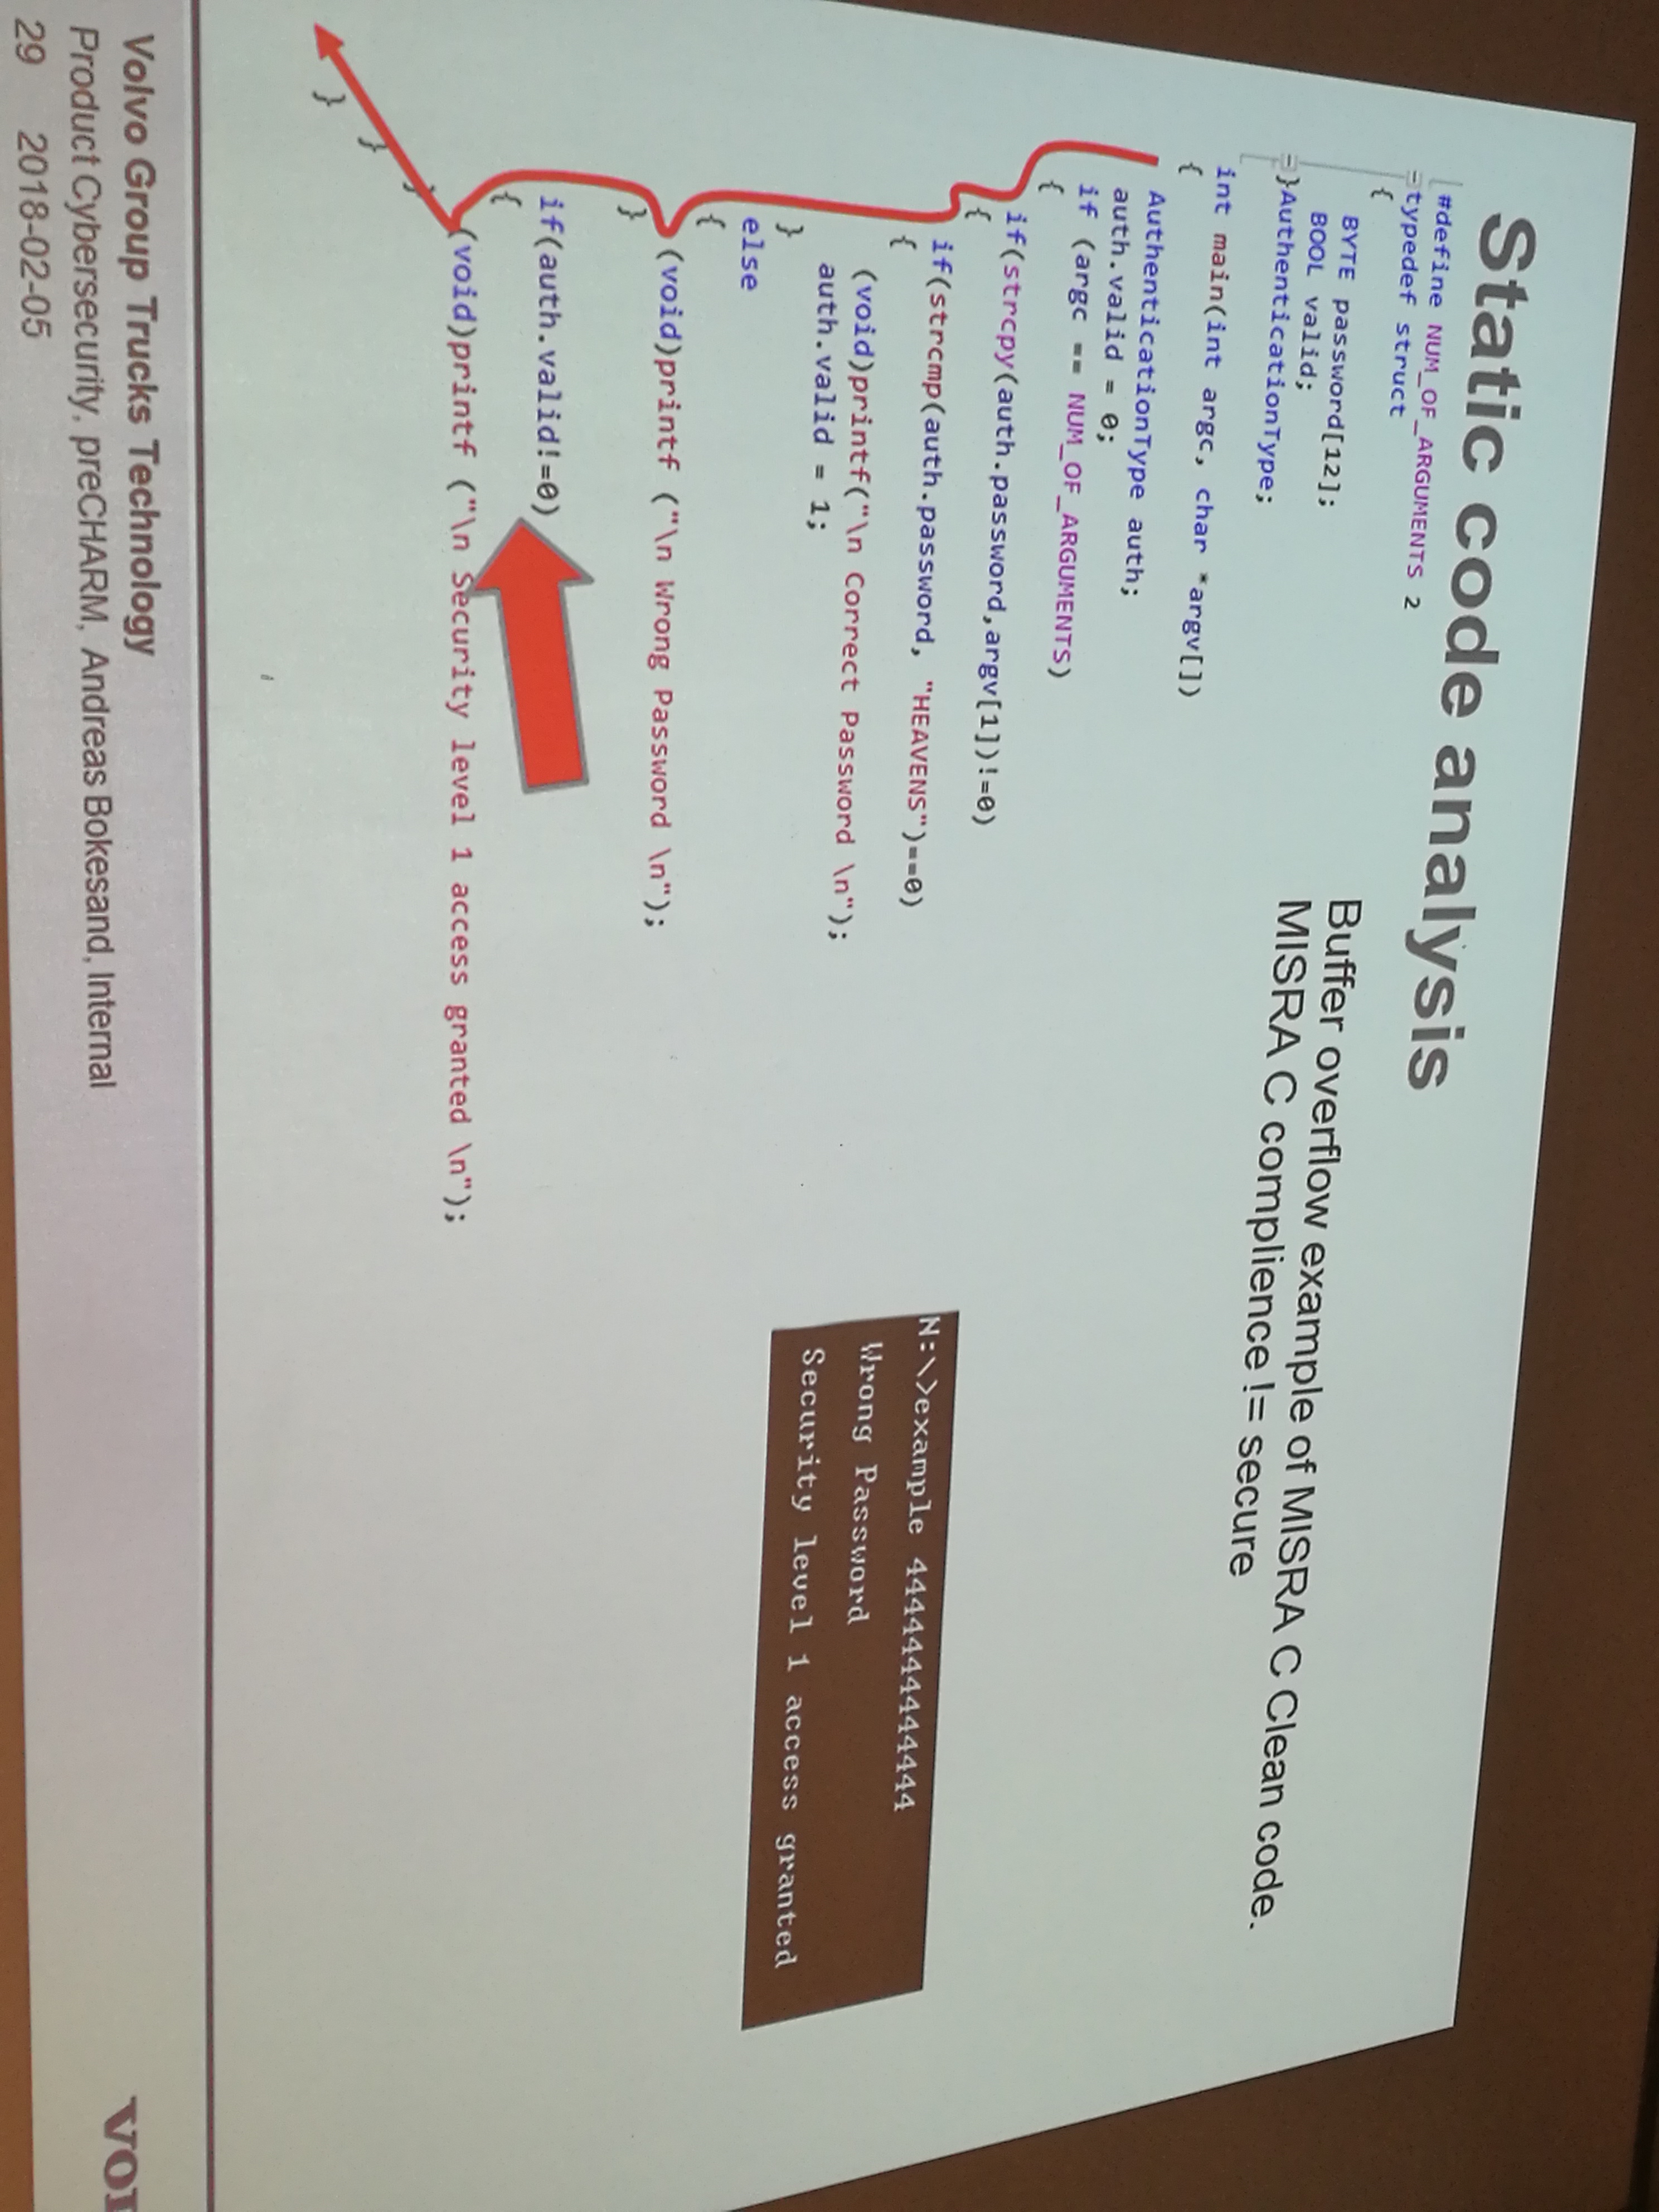 Static code analysis
Buffer overflow example of MISRA C Clean code.
MISRA C complience != secure
#define NUM_OF_ARGUMENTS 2
typedef struct
{
BYTE password[12];
BOOL valid;
}AuthenticationType;
int main(int argc, char *argv[])
{
AuthenticationType auth;
auth.valid = 0;
if (argc == NUM_OF_ARGUMENTS)
{
if(strcpy(auth.password,argv[1])!=0)
{
if(strcmp(auth.password, "HEAVENS")==0)
{
(void)printf("\n Correct Password \n");
auth.valid = 1;
}
else
{
(void)printf ("\n Wrong Password \n");
}
if(auth.valid!=0)
{
(void)printf ("\n Security level 1 access granted \n");
}
}
}
N:\>example 44444444444444
Wrong Password
Security level 1 access granted
Volvo Group Trucks Technology
Product Cybersecurity, preCHARM, Andreas Bokesand, Internal
29 2018-02-05